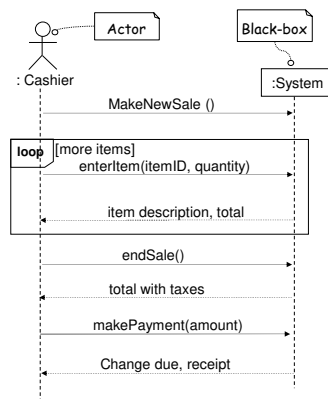 Actor
Black-box
: Cashier
:System
MakeNewSale ()
loop
[more items]
enterItem(itemID, quantity)
item description, total
endSale()
total with taxes
makePayment(amount)
Change due, receipt